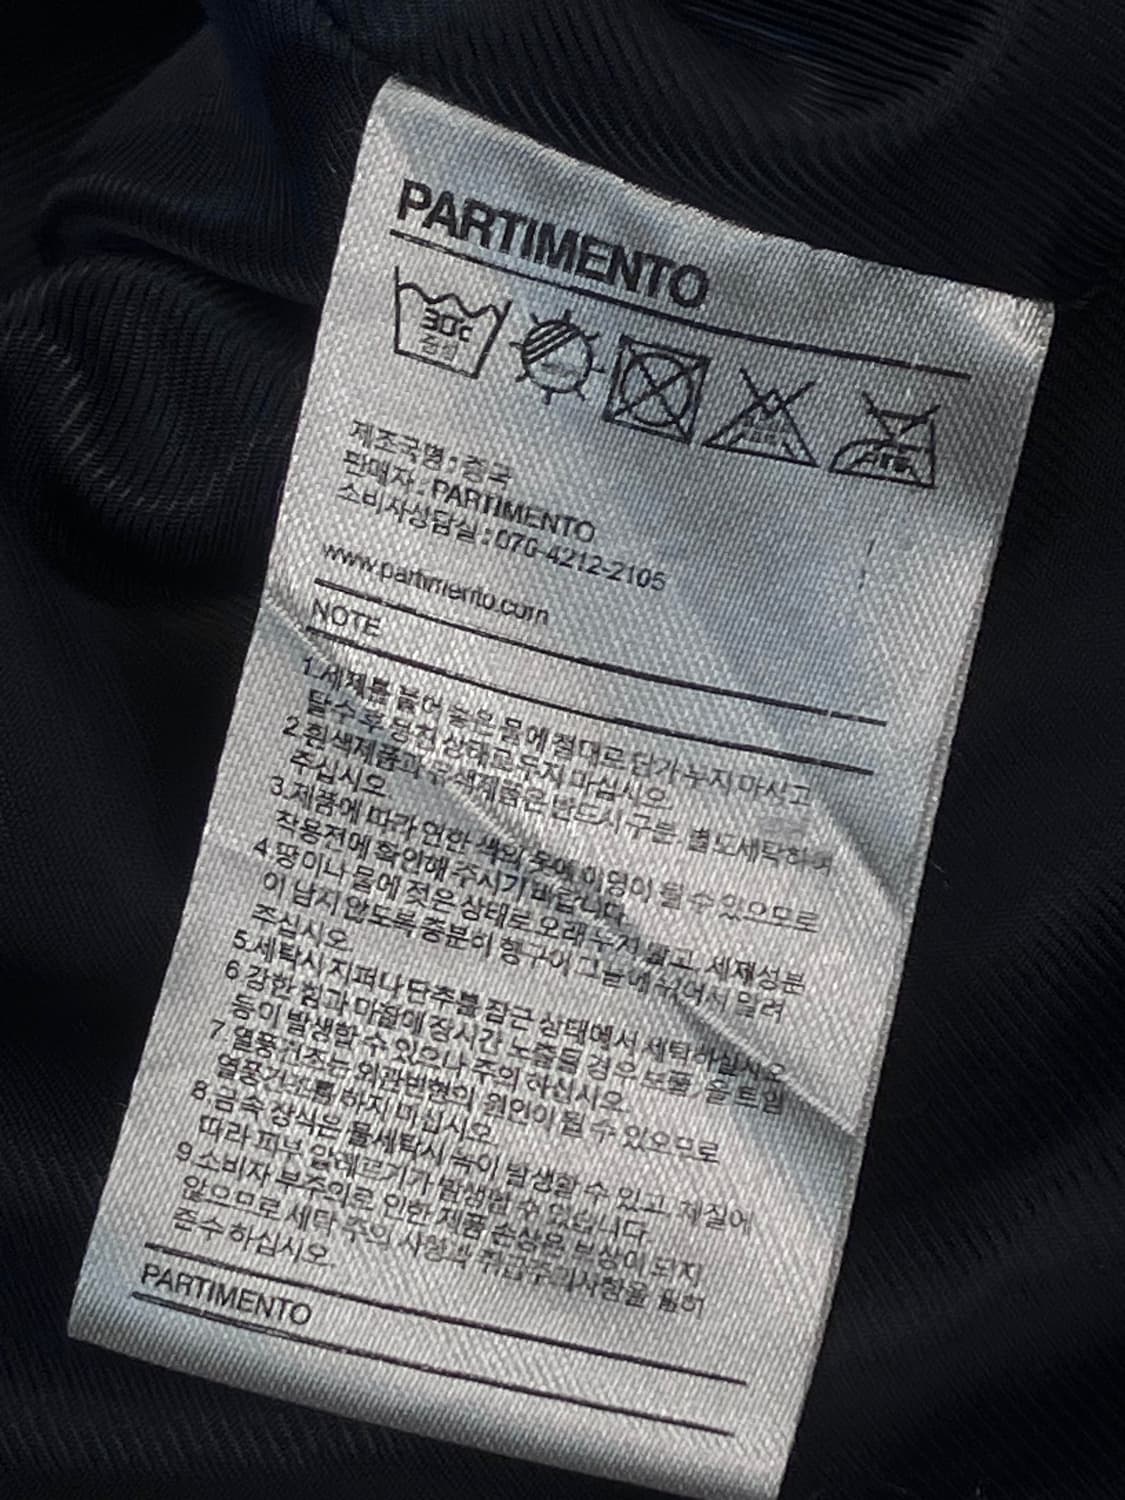 PARTIMENTO
30℃
중성
제조국명 : 중국
판매자 : PARTIMENTO
소비자상담실 : 070-4212-2105
www.partimento.com
NOTE
1.세제를 풀어 놓은 물에 절대로 담가 누지 마시고
탈수 후 뭉친 상태로 두지 마십시오.
2.흰색제품과 유색제품은 반드시 구분, 별도세탁하여
주십시오
3.제품에 따라 연한 색의 옷에 이염이 될 수 있으므로
착용전에 확인해 주시기 바랍니다.
4.땀이나 물에 젖은 상태로 오래 두지 말고, 세제성분
이 남지 않도록 충분히 헹구어 그늘에 뉘어서 말려
주십시오.
5.세탁시 지퍼나 단추를 잠근 상태에서 세탁하십시오.
6.강한 힘과 마찰에 장시간 노출될 경우 보풀, 올 트임
등이 발생할 수 있으니 주의 하십시오.
7.열풍건조는 외관변형의 원인이 될 수 있으므로
열풍건조를 하지 마십시오.
8.금속 장식은 물세탁시 녹이 발생할 수 있고, 체질에
따라 피부 알레르기가 발생할 수 있습니다.
9.소비자 부주의로 인한 제품 손상은 보상이 되지
않으므로 세탁 주의 사항과 취급주의사항을 필히
준수 하십시오.
PARTIMENTO